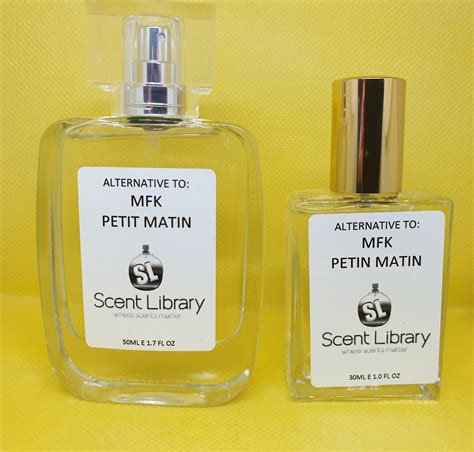 ALTERNATIVE TO:
MFK
PETIT MATIN
SL
Scent Library
where scents matter
50ML E 1.7 FL OZ
ALTERNATIVE TO:
MFK
PETIN MATIN
SL
Scent Library
where scents matter
30ML E 1.0 FL OZ